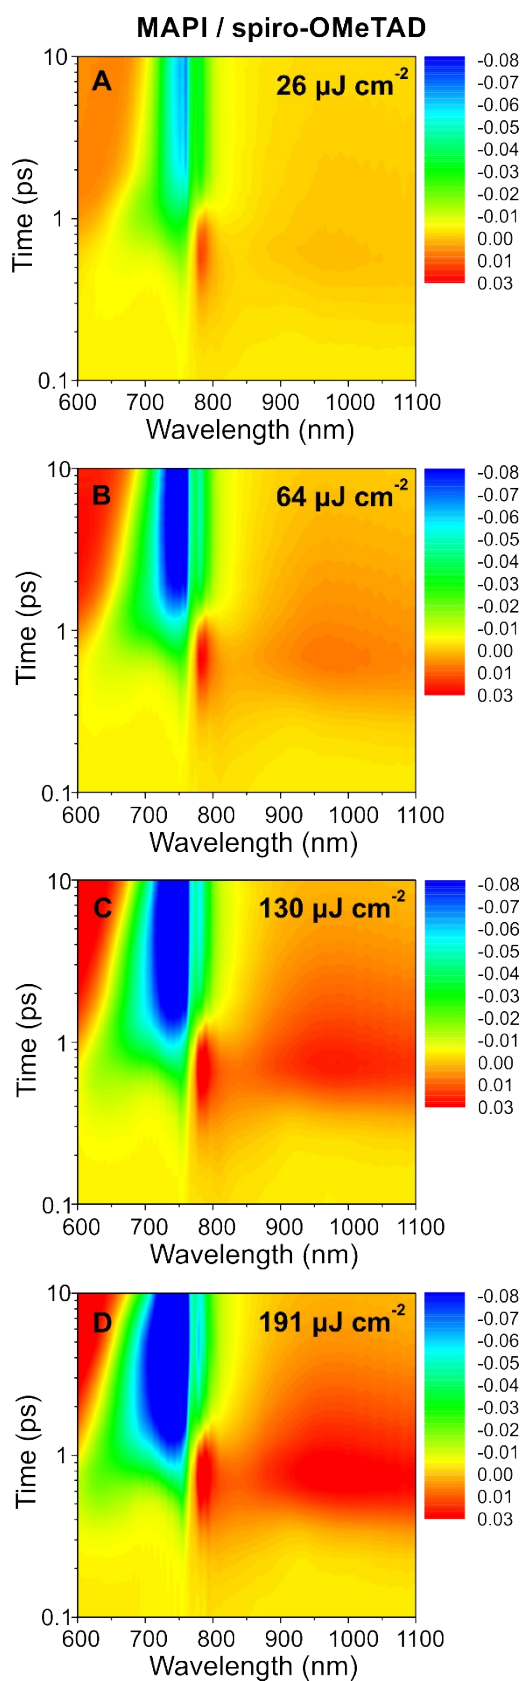 MAPI / spiro-OMeTAD
A
26 µJ cm-2
10
1
0.1
Time (ps)
600 700 800 900 1000 1100
Wavelength (nm)
-0.08
-0.07
-0.06
-0.05
-0.04
-0.03
-0.02
-0.01
0.00
0.01
0.03
B
64 µJ cm-2
10
1
0.1
Time (ps)
600 700 800 900 1000 1100
Wavelength (nm)
-0.08
-0.07
-0.06
-0.05
-0.04
-0.03
-0.02
-0.01
0.00
0.01
0.03
C
130 µJ cm-2
10
1
0.1
Time (ps)
600 700 800 900 1000 1100
Wavelength (nm)
-0.08
-0.07
-0.06
-0.05
-0.04
-0.03
-0.02
-0.01
0.00
0.01
0.03
D
191 µJ cm-2
10
1
0.1
Time (ps)
600 700 800 900 1000 1100
Wavelength (nm)
-0.08
-0.07
-0.06
-0.05
-0.04
-0.03
-0.02
-0.01
0.00
0.01
0.03